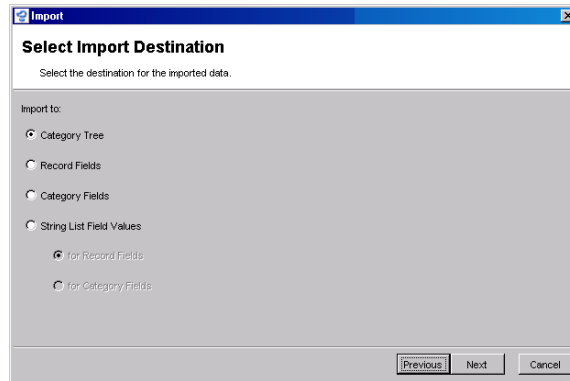 Import
Select Import Destination
Select the destination for the imported data.
Import to:
Category Tree
Record Fields
Category Fields
String List Field Values
for Record Fields
for Category Fields
Previous Next Cancel